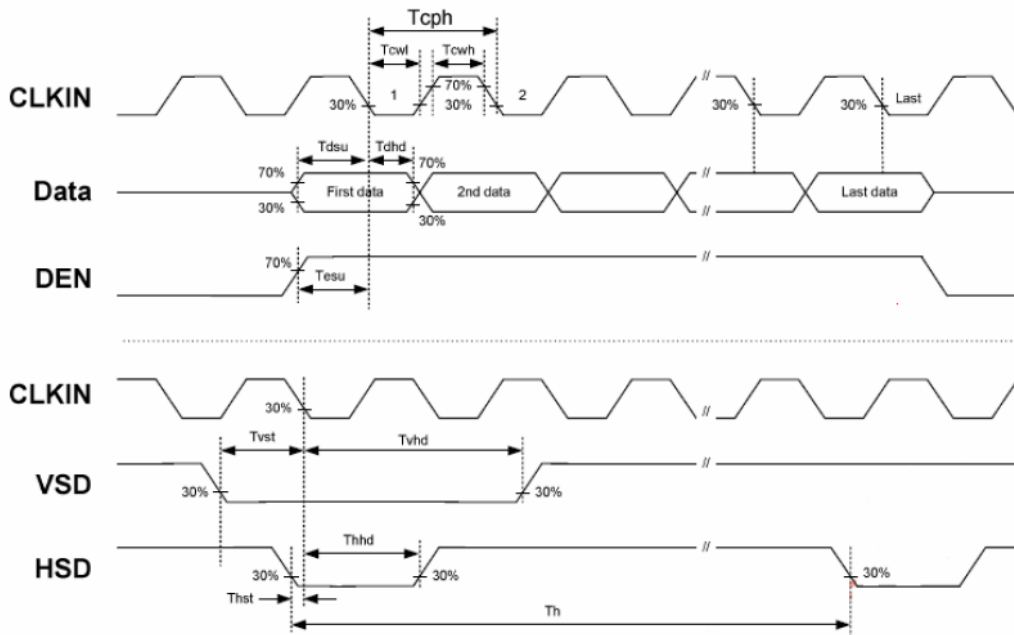 Tcph
Tcwl Tcwh
CLKIN 30% 1 70% 30% 2 // 30% 30% Last
Tdsu Tdhd
70% 70%
Data First data 2nd data // Last data
30% 30%
//
DEN 70% Tesu //
CLKIN 30% //
Tvst Tvhd
VSD 30% 30% //
Thhd
HSD 30% 30% // 30%
Thst
Th